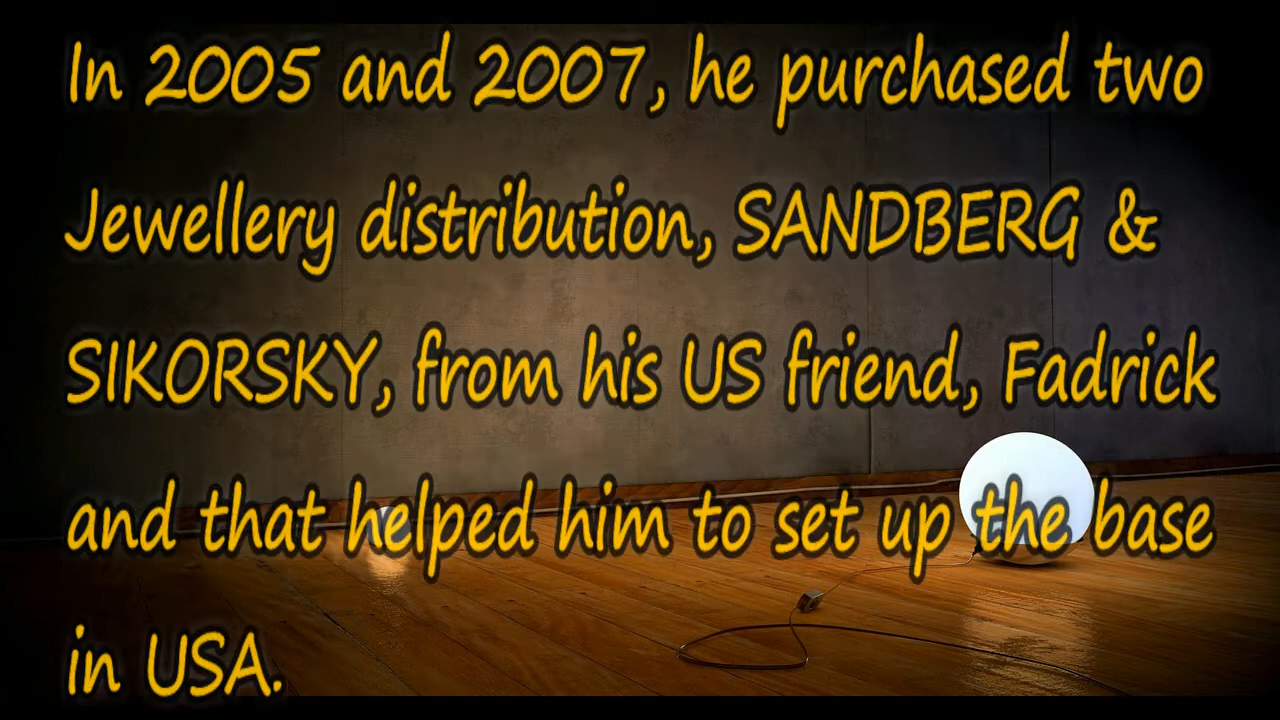 In 2005 and 2007, he purchased two
Jewellery distribution, SANDBERG &
SIKORSKY, from his US friend, Fadrick
and that helped him to set up the base
in USA.